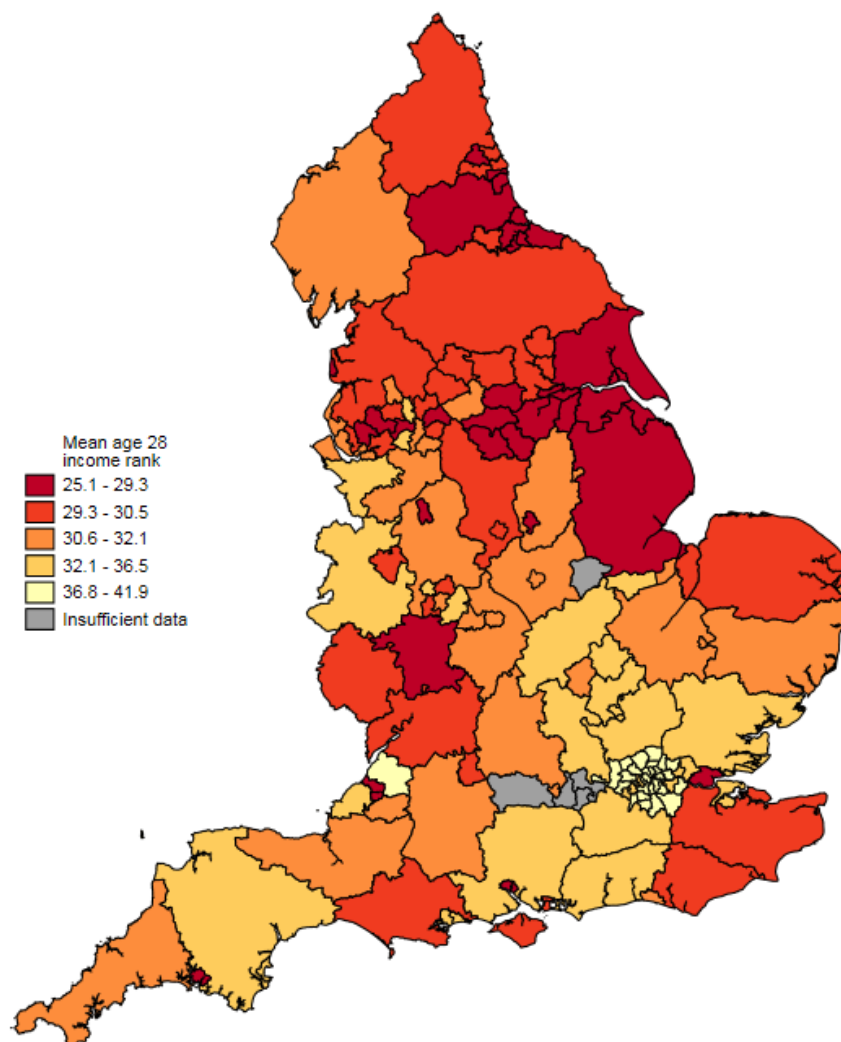 Mean age 28
income rank
25.1 - 29.3
29.3 - 30.5
30.6 - 32.1
32.1 - 36.5
36.8 - 41.9
Insufficient data